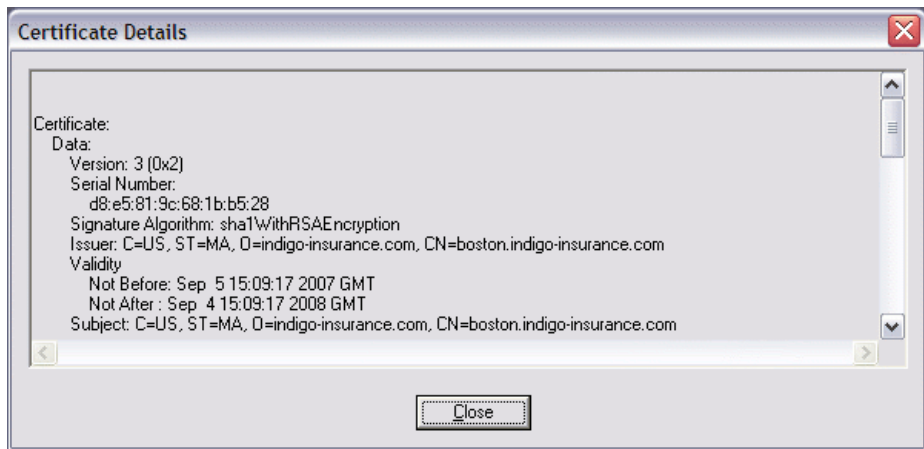 Certificate Details
Certificate:
Data:
Version: 3 (0x2)
Serial Number:
d8:e5:81:9c:68:1b:b5:28
Signature Algorithm: sha1WithRSAEncryption
Issuer: C=US, ST=MA, O=indigo-insurance.com, CN=boston.indigo-insurance.com
Validity
Not Before: Sep  5 15:09:17 2007 GMT
Not After : Sep  4 15:09:17 2008 GMT
Subject: C=US, ST=MA, O=indigo-insurance.com, CN=boston.indigo-insurance.com
Close